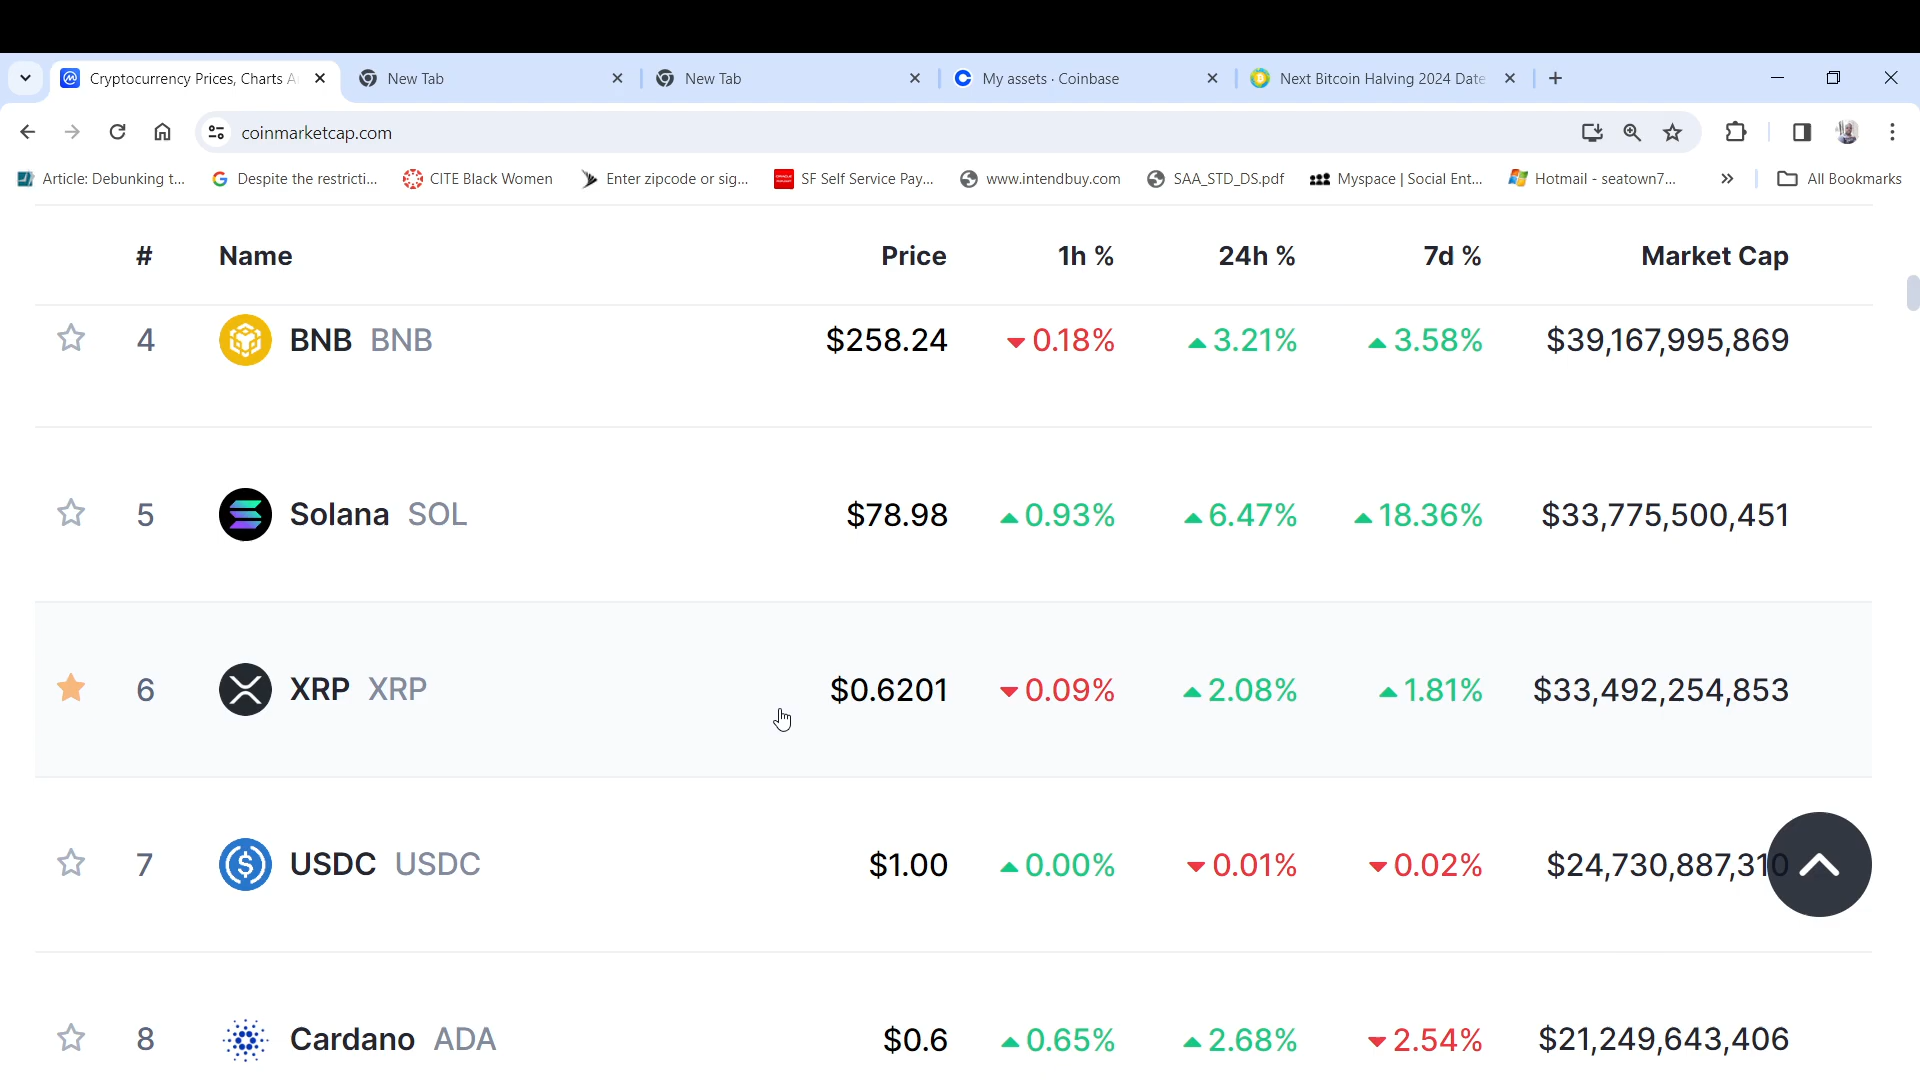 Cryptocurrency Prices, Charts A
New Tab
New Tab
My assets · Coinbase
Next Bitcoin Halving 2024 Date
coinmarketcap.com
Article: Debunking t...
Despite the restricti...
CITE Black Women
Enter zipcode or sig...
SF Self Service Pay...
www.intendbuy.com
SAA_STD_DS.pdf
Myspace | Social Ent...
Hotmail - seatown7...
All Bookmarks
# Name Price 1h % 24h % 7d % Market Cap
4 BNB BNB $258.24 0.18% 3.21% 3.58% $39,167,995,869
5 Solana SOL $78.98 0.93% 6.47% 18.36% $33,775,500,451
6 XRP XRP $0.6201 0.09% 2.08% 1.81% $33,492,254,853
7 USDC USDC $1.00 0.00% 0.01% 0.02% $24,730,887,310
8 Cardano ADA $0.6 0.65% 2.68% 2.54% $21,249,643,406